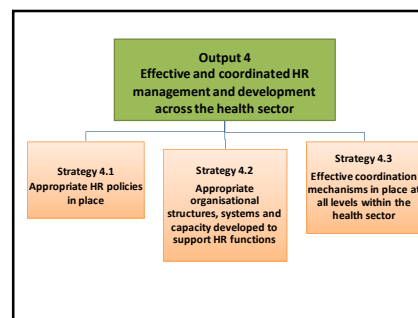 Output 4
Effective and coordinated HR
management and development
across the health sector
Strategy 4.1
Appropriate HR policies
in place
Strategy 4.2
Appropriate
organisational
structures, systems and
capacity developed to
support HR functions
Strategy 4.3
Effective coordination
mechanisms in place at
all levels within the
health sector